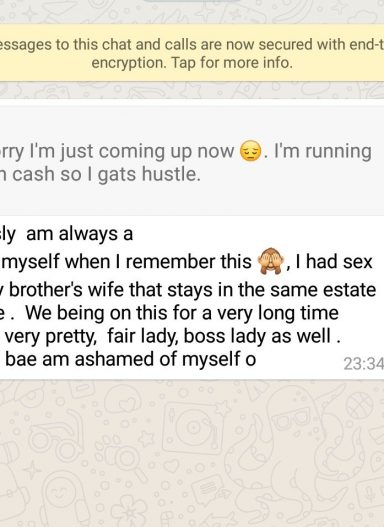 essages to this chat and calls are now secured with end-t
encryption. Tap for more info.
rry I'm just coming up now 😔. I'm running
cash so I gats hustle.
sly am always a
myself when I remember this 🙈, I had sex
brother's wife that stays in the same estate
. We being on this for a very long time
very pretty, fair lady, boss lady as well .
bae am ashamed of myself o
23:34